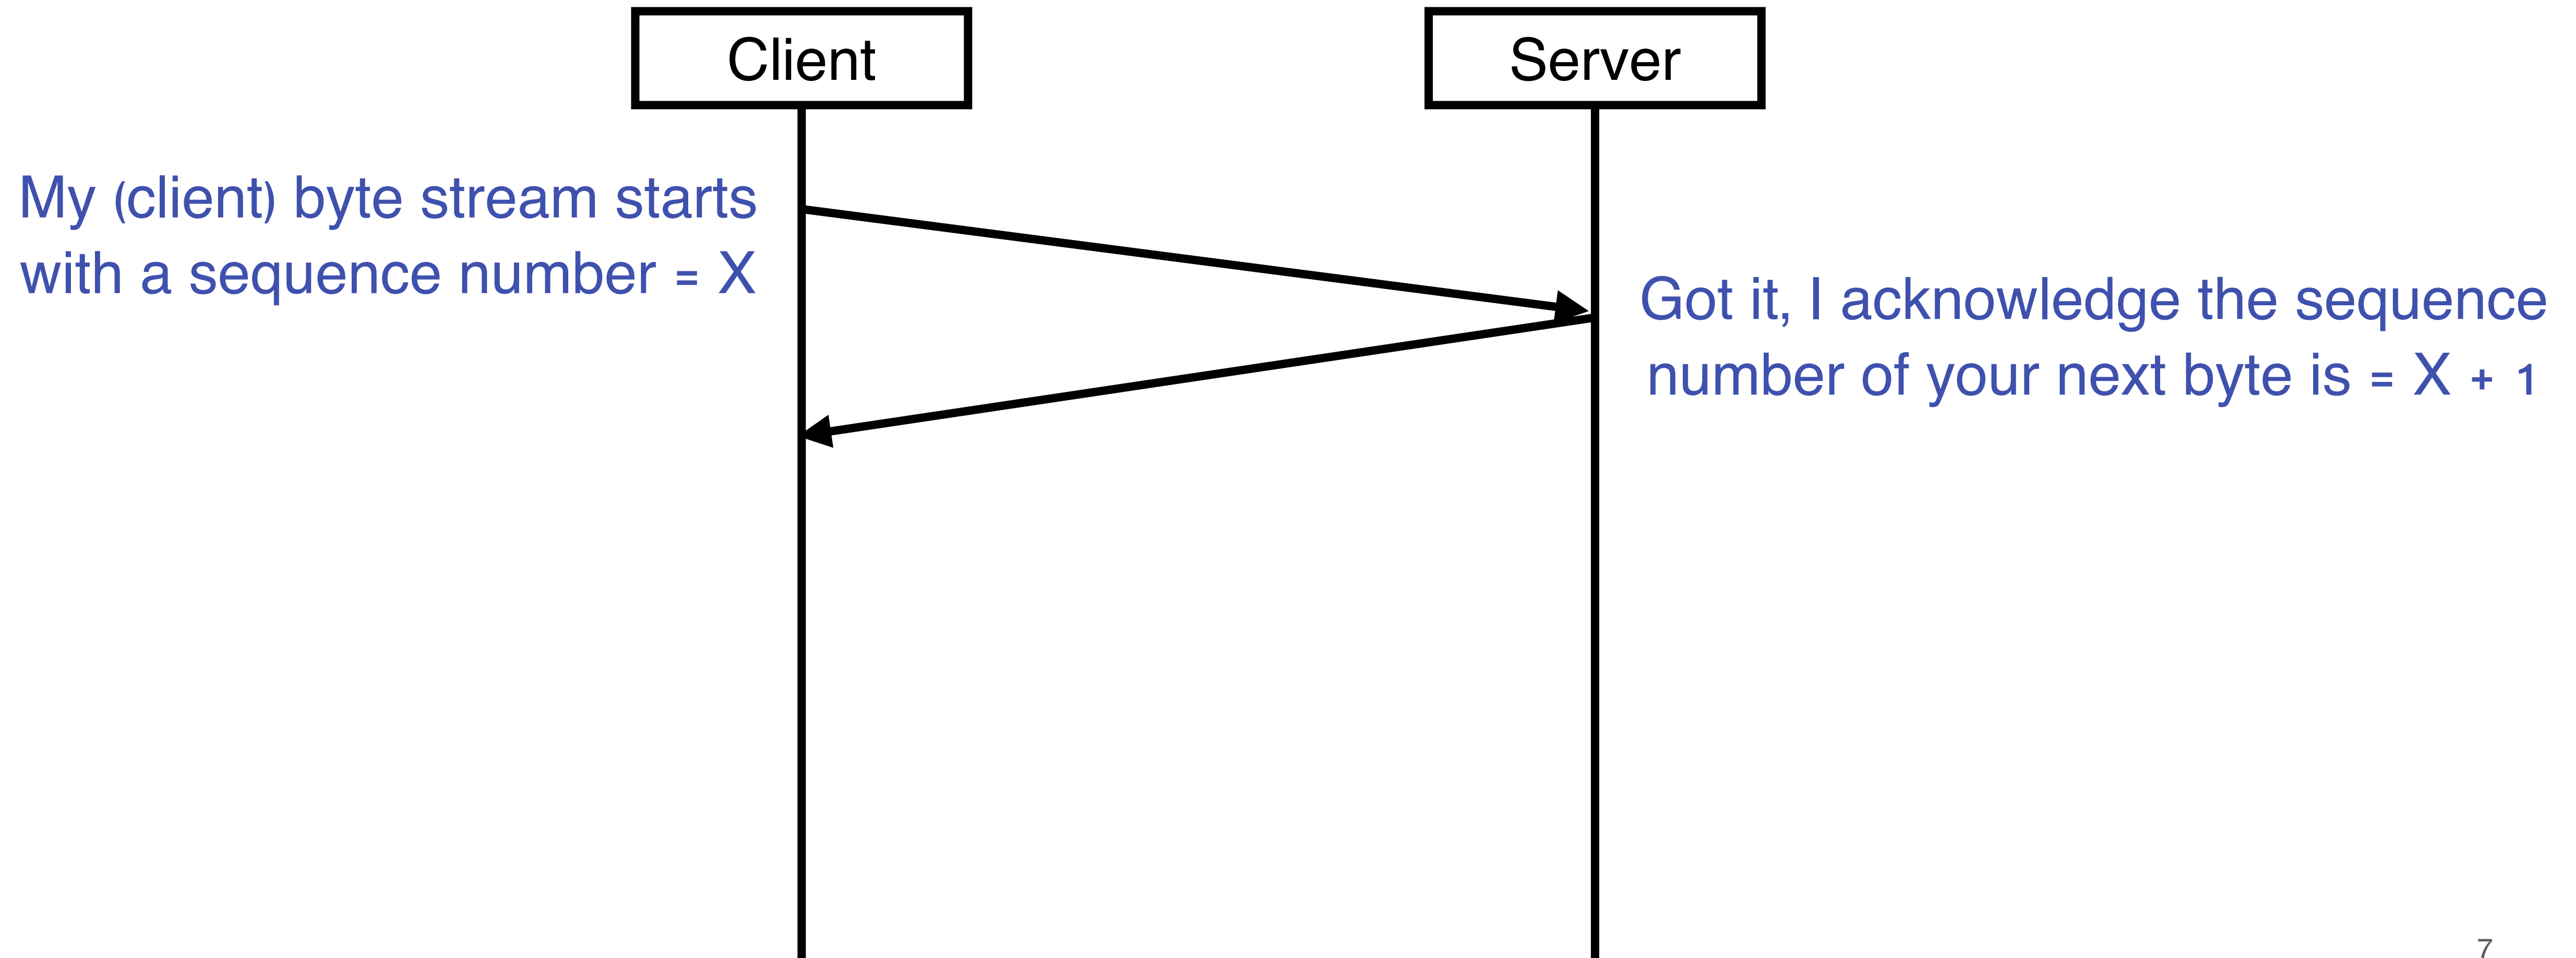 Client
Server
My (client) byte stream starts
with a sequence number = X
Got it, I acknowledge the sequence
number of your next byte is = X + 1
7